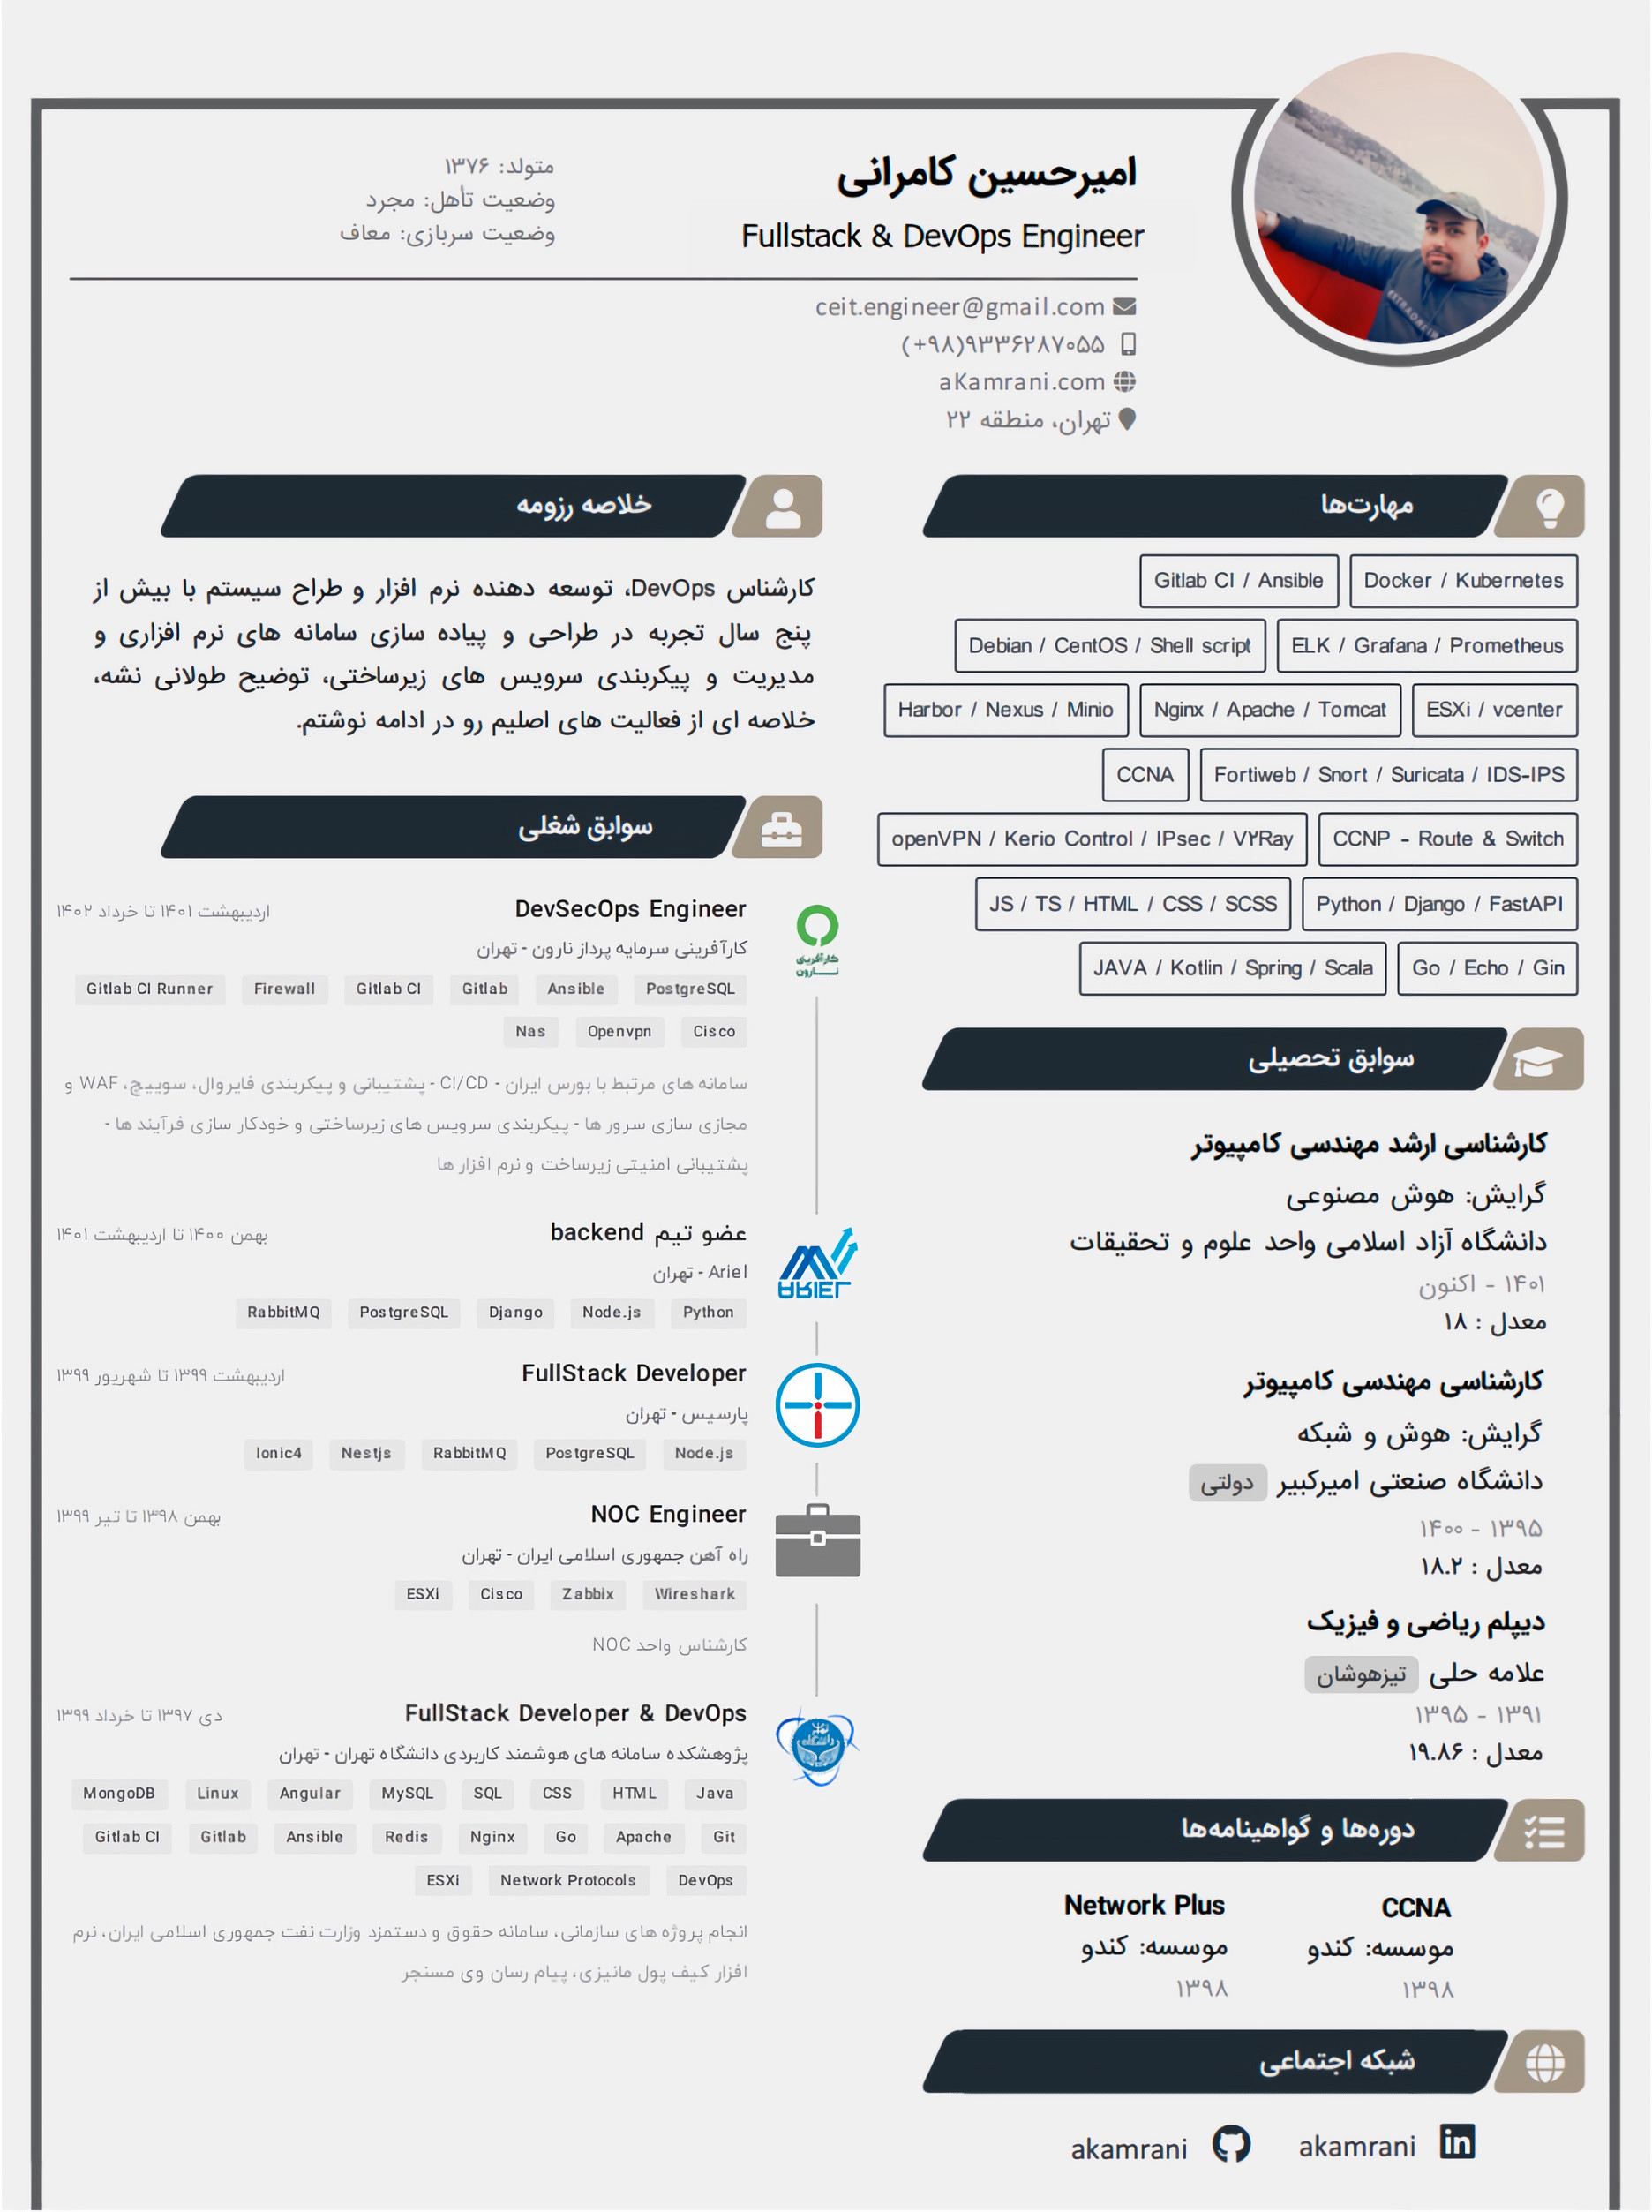 امیرحسین کامرانی
Fullstack & DevOps Engineer
متولد: ۱۳۷۶
وضعیت تأهل: مجرد
وضعیت سربازی: معاف
ceit.engineer@gmail.com
(+۹۸)۹۳۳۶۲۸۷۰۵۵
aKamrani.com
تهران، منطقه ۲۲
مهارت‌ها
Docker / Kubernetes
Gitlab CI / Ansible
ELK / Grafana / Prometheus
Debian / CentOS / Shell script
ESXi / vcenter
Nginx / Apache / Tomcat
Harbor / Nexus / Minio
Fortiweb / Snort / Suricata / IDS-IPS
CCNA
CCNP - Route & Switch
openVPN / Kerio Control / IPsec / V۲Ray
Python / Django / FastAPI
JS / TS / HTML / CSS / SCSS
Go / Echo / Gin
JAVA / Kotlin / Spring / Scala
سوابق تحصیلی
کارشناسی ارشد مهندسی کامپیوتر
گرایش: هوش مصنوعی
دانشگاه آزاد اسلامی واحد علوم و تحقیقات
۱۴۰۱ - اکنون
معدل : ۱۸
کارشناسی مهندسی کامپیوتر
گرایش: هوش و شبکه
دانشگاه صنعتی امیرکبیر دولتی
۱۳۹۵ - ۱۴۰۰
معدل : ۱۸.۲
دیپلم ریاضی و فیزیک
علامه حلی تیزهوشان
۱۳۹۱ - ۱۳۹۵
معدل : ۱۹.۸۶
دوره‌ها و گواهینامه‌ها
CCNA
موسسه: کندو
۱۳۹۸
Network Plus
موسسه: کندو
۱۳۹۸
شبکه اجتماعی
akamrani
akamrani
خلاصه رزومه
کارشناس DevOps، توسعه دهنده نرم افزار و طراح سیستم با بیش از
پنج سال تجربه در طراحی و پیاده سازی سامانه های نرم افزاری و
مدیریت و پیکربندی سرویس های زیرساختی، توضیح طولانی نشه،
خلاصه ای از فعالیت های اصلیم رو در ادامه نوشتم.
سوابق شغلی
کارآفرینی
نارون
DevSecOps Engineer
اردیبهشت ۱۴۰۱ تا خرداد ۱۴۰۲
کارآفرینی سرمایه پرداز نارون - تهران
PostgreSQL Ansible Gitlab Gitlab CI Firewall Gitlab CI Runner
Cisco Openvpn Nas
سامانه های مرتبط با بورس ایران - CI/CD - پشتیبانی و پیکربندی فایروال، سوییچ، WAF و
مجازی سازی سرور ها - پیکربندی سرویس های زیرساختی و خودکار سازی فرآیند ها -
پشتیبانی امنیتی زیرساخت و نرم افزار ها
ARIEL
عضو تیم backend
بهمن ۱۴۰۰ تا اردیبهشت ۱۴۰۱
Ariel - تهران
Python Node.js Django PostgreSQL RabbitMQ
FullStack Developer
اردیبهشت ۱۳۹۹ تا شهریور ۱۳۹۹
پارسیس - تهران
Node.js PostgreSQL RabbitMQ Nestjs Ionic4
NOC Engineer
بهمن ۱۳۹۸ تا تیر ۱۳۹۹
راه آهن جمهوری اسلامی ایران - تهران
Wireshark Zabbix Cisco ESXi
کارشناس واحد NOC
FullStack Developer & DevOps
دی ۱۳۹۷ تا خرداد ۱۳۹۹
پژوهشکده سامانه های هوشمند کاربردی دانشگاه تهران - تهران
Java HTML CSS SQL MySQL Angular Linux MongoDB
Git Apache Go Nginx Redis Ansible Gitlab Gitlab CI
DevOps Network Protocols ESXi
انجام پروژه های سازمانی، سامانه حقوق و دستمزد وزارت نفت جمهوری اسلامی ایران، نرم
افزار کیف پول مانیزی، پیام رسان وی مسنجر